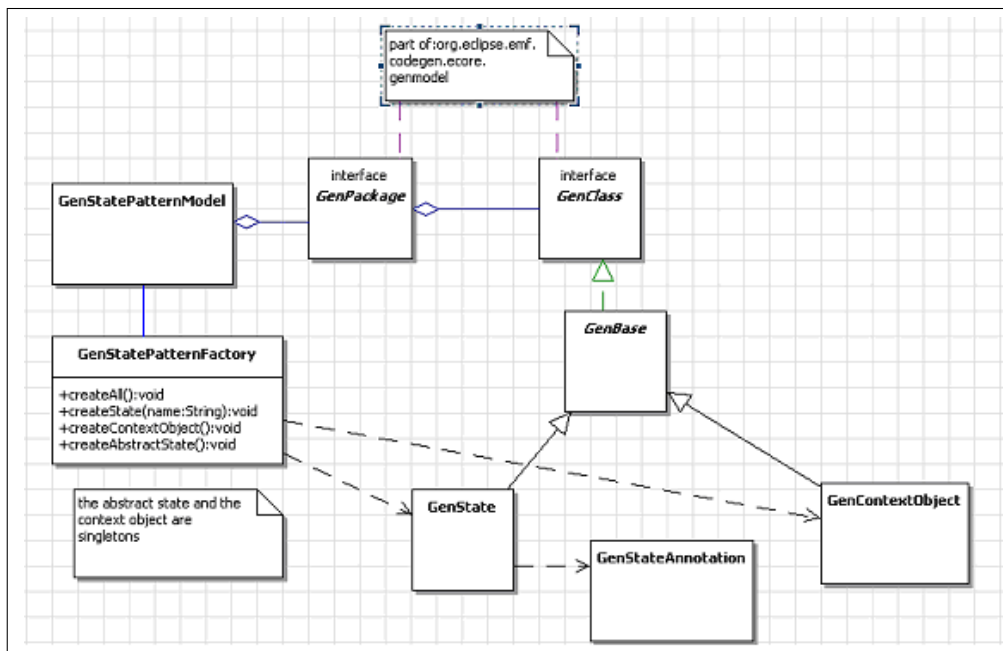 part of:org.eclipse.emf.
codegen.ecore.
genmodel
interface
GenPackage
interface
GenClass
GenStatePatternModel
GenBase
GenStatePatternFactory
+createAll():void
+createState(name:String):void
+createContextObject():void
+createAbstractState():void
the abstract state and the
context object are
singletons
GenState
GenContextObject
GenStateAnnotation